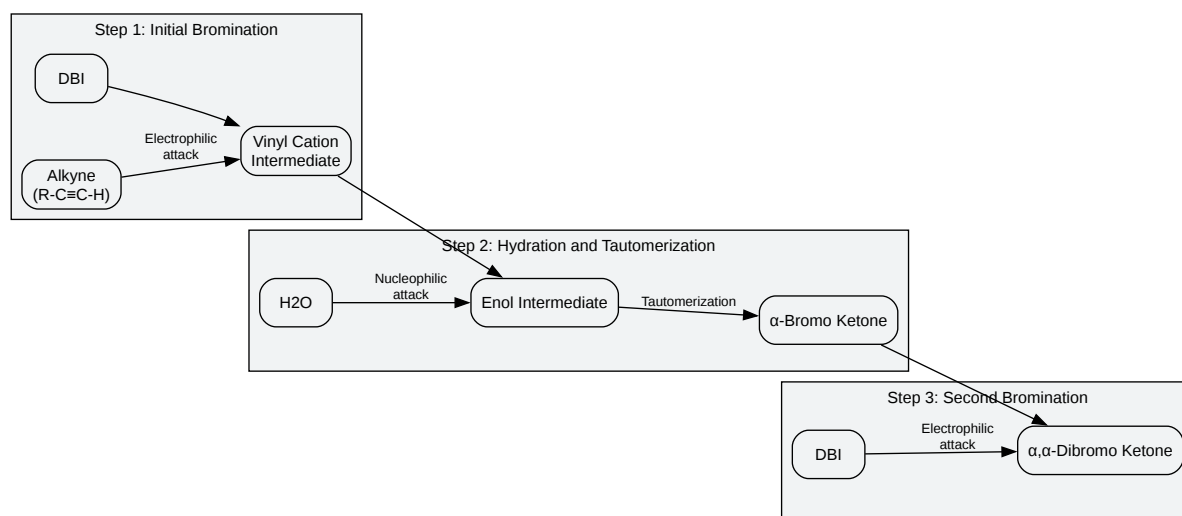 Step 1: Initial Bromination
DBI
Electrophilic
attack
Alkyne
(R-C≡C-H)
Vinyl Cation
Intermediate
Step 2: Hydration and Tautomerization
H2O
Nucleophilic
attack
Enol Intermediate
Tautomerization
α-Bromo Ketone
Step 3: Second Bromination
DBI
Electrophilic
attack
α,α-Dibromo Ketone